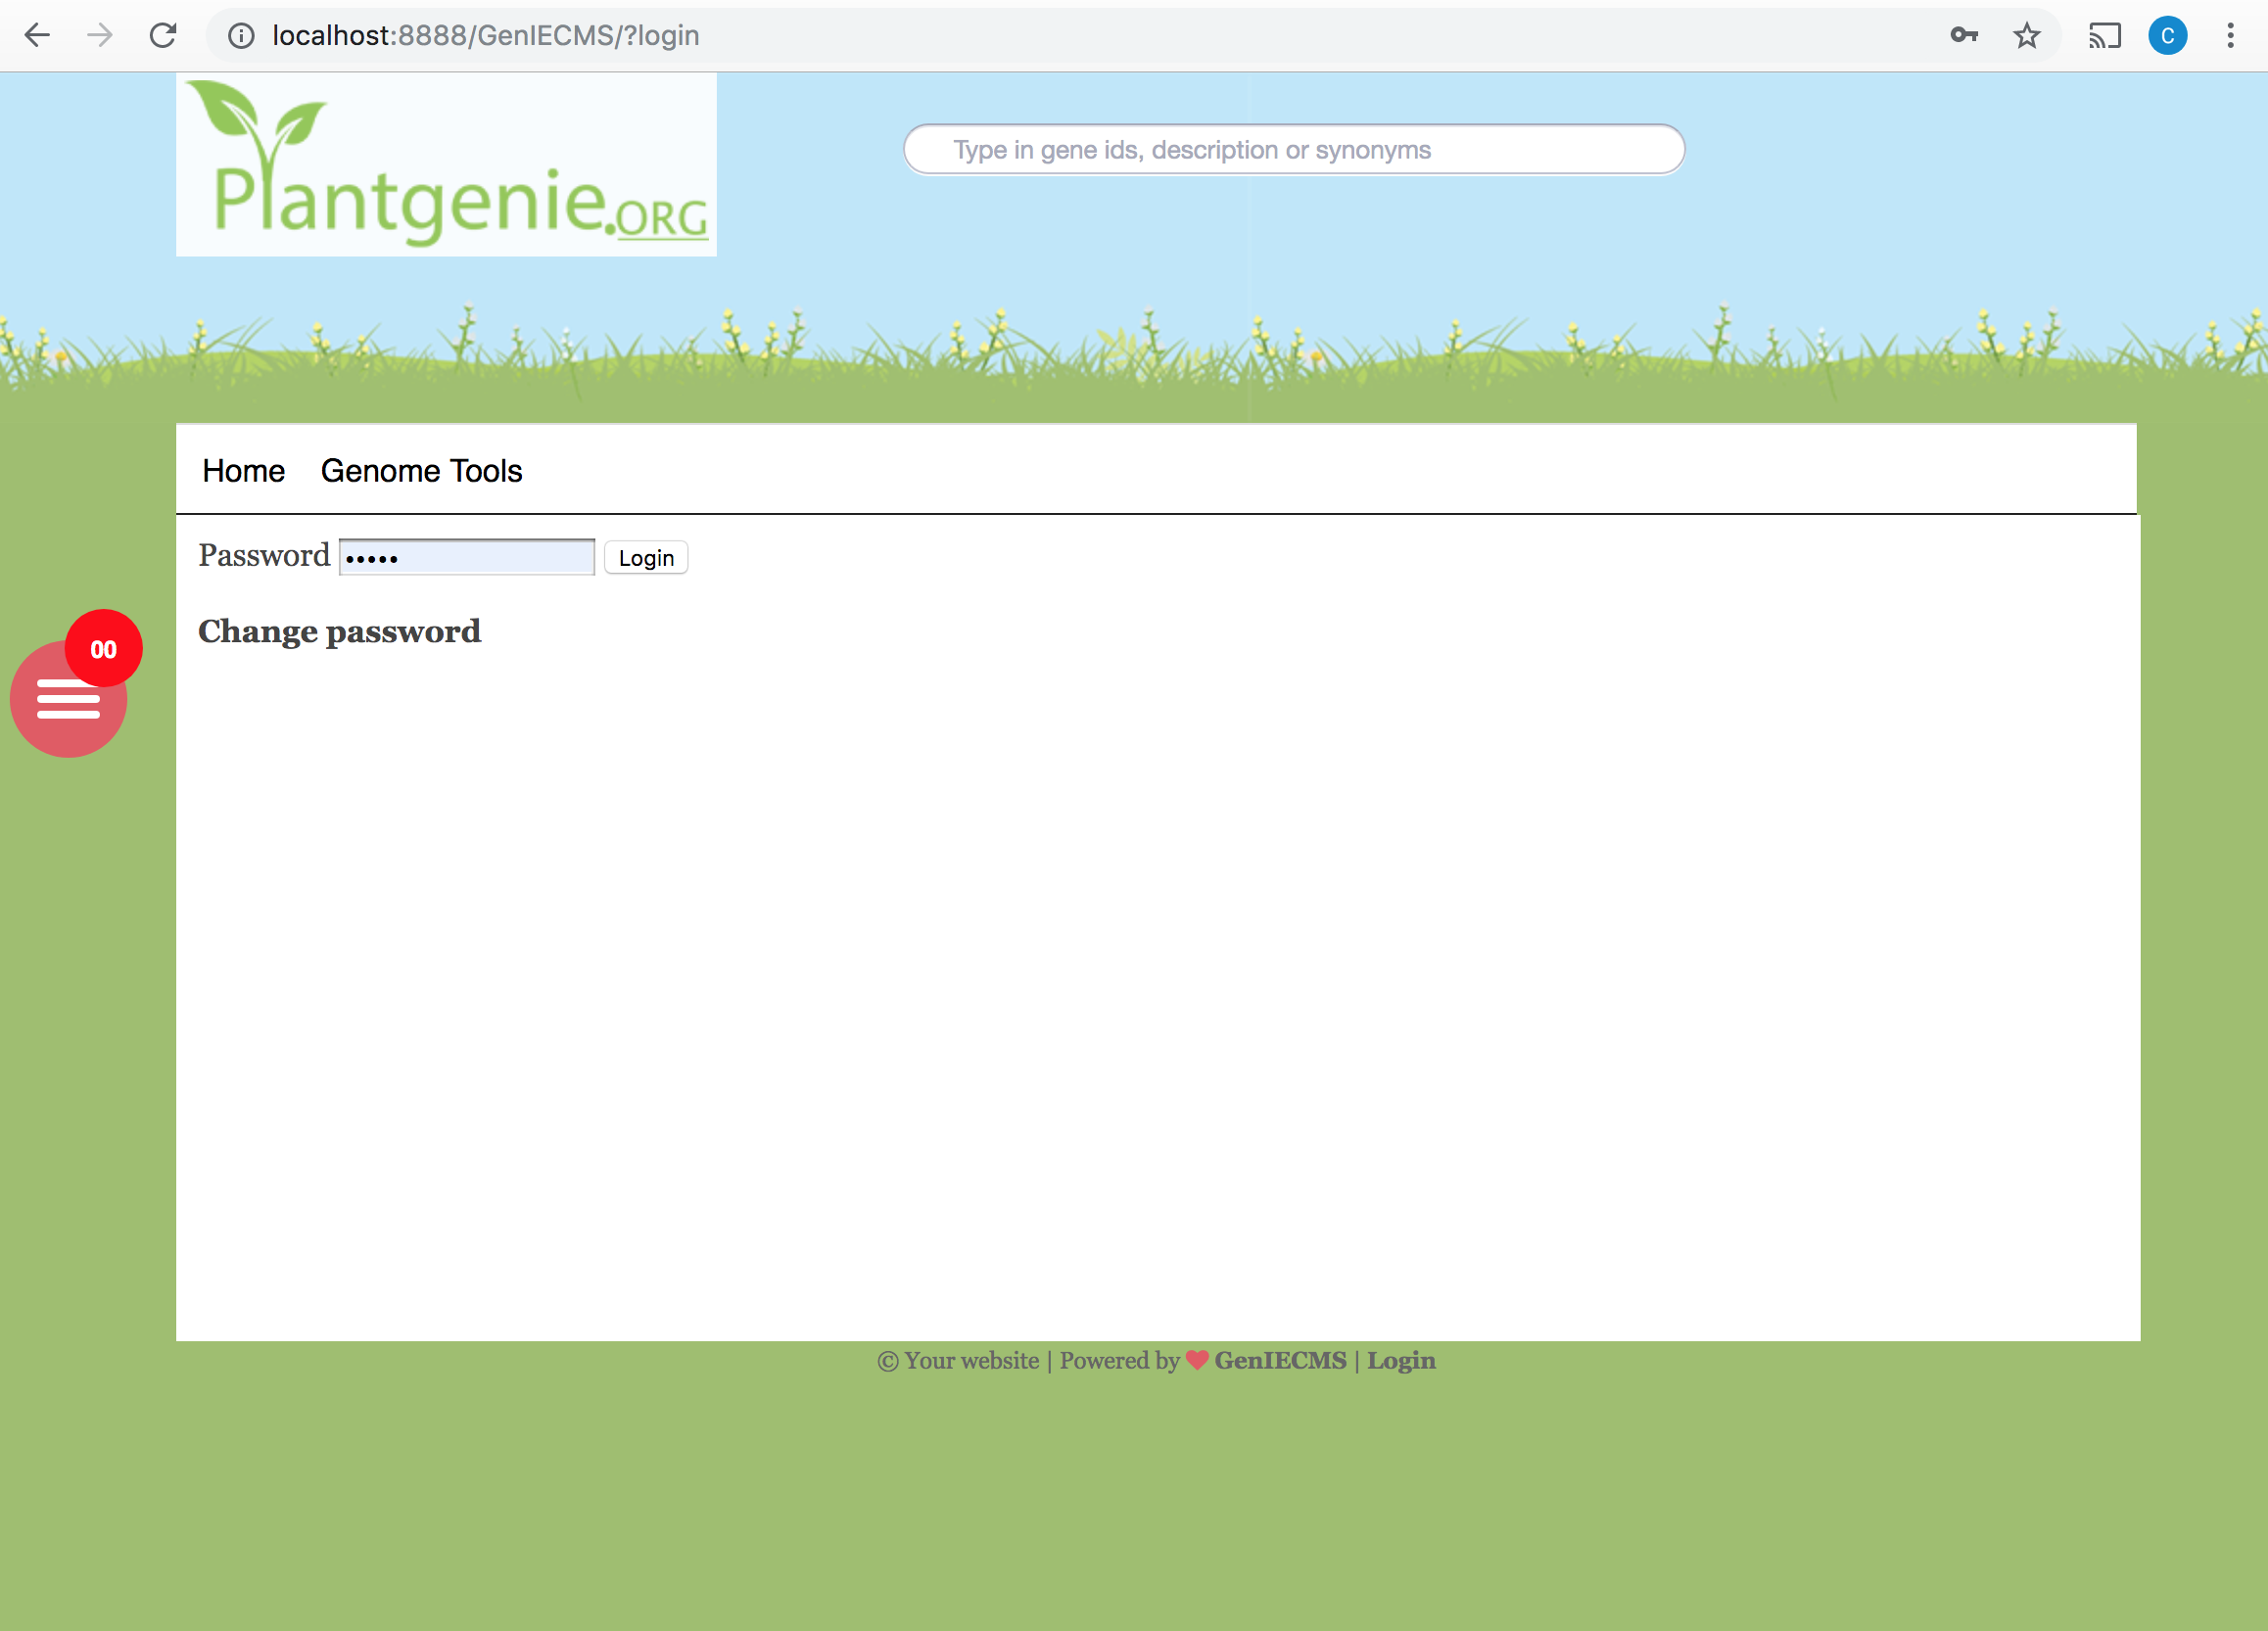 localhost:8888/GenIECMS/?login
C
Plantgenie.ORG
Type in gene ids, description or synonyms
Home Genome Tools
Password ••••• Login
Change password
00
© Your website | Powered by ❤ GenIECMS | Login